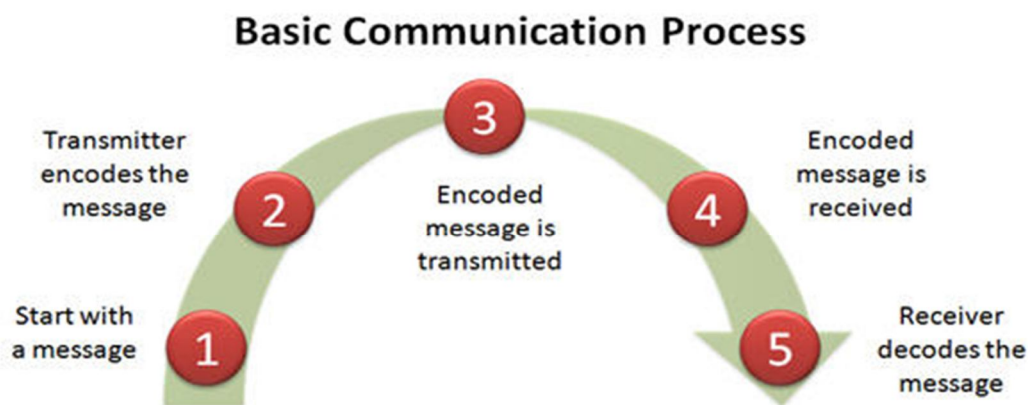 Basic Communication Process
1
Start with
a message
2
Transmitter
encodes the
message
3
Encoded
message is
transmitted
4
Encoded
message is
received
5
Receiver
decodes the
message